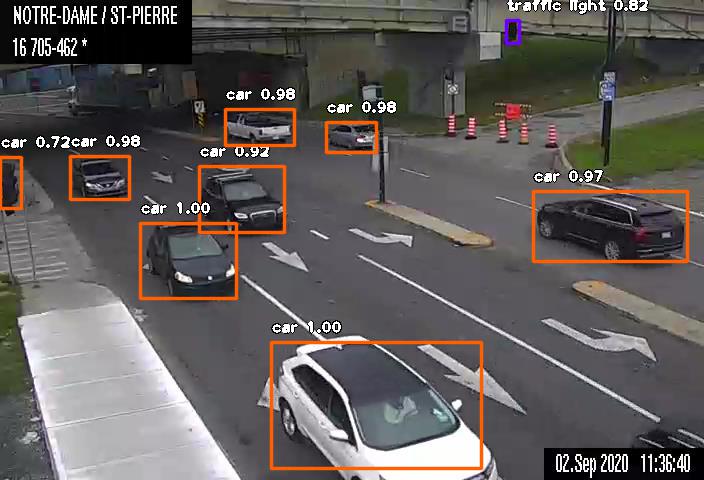 NOTRE-DAME / ST-PIERRE
16 705-462 *
traffic light 0.82
car 0.98
car 0.98
car 0.72
car 0.98
car 0.92
car 0.97
car 1.00
car 1.00
02.Sep 2020 11:36:40